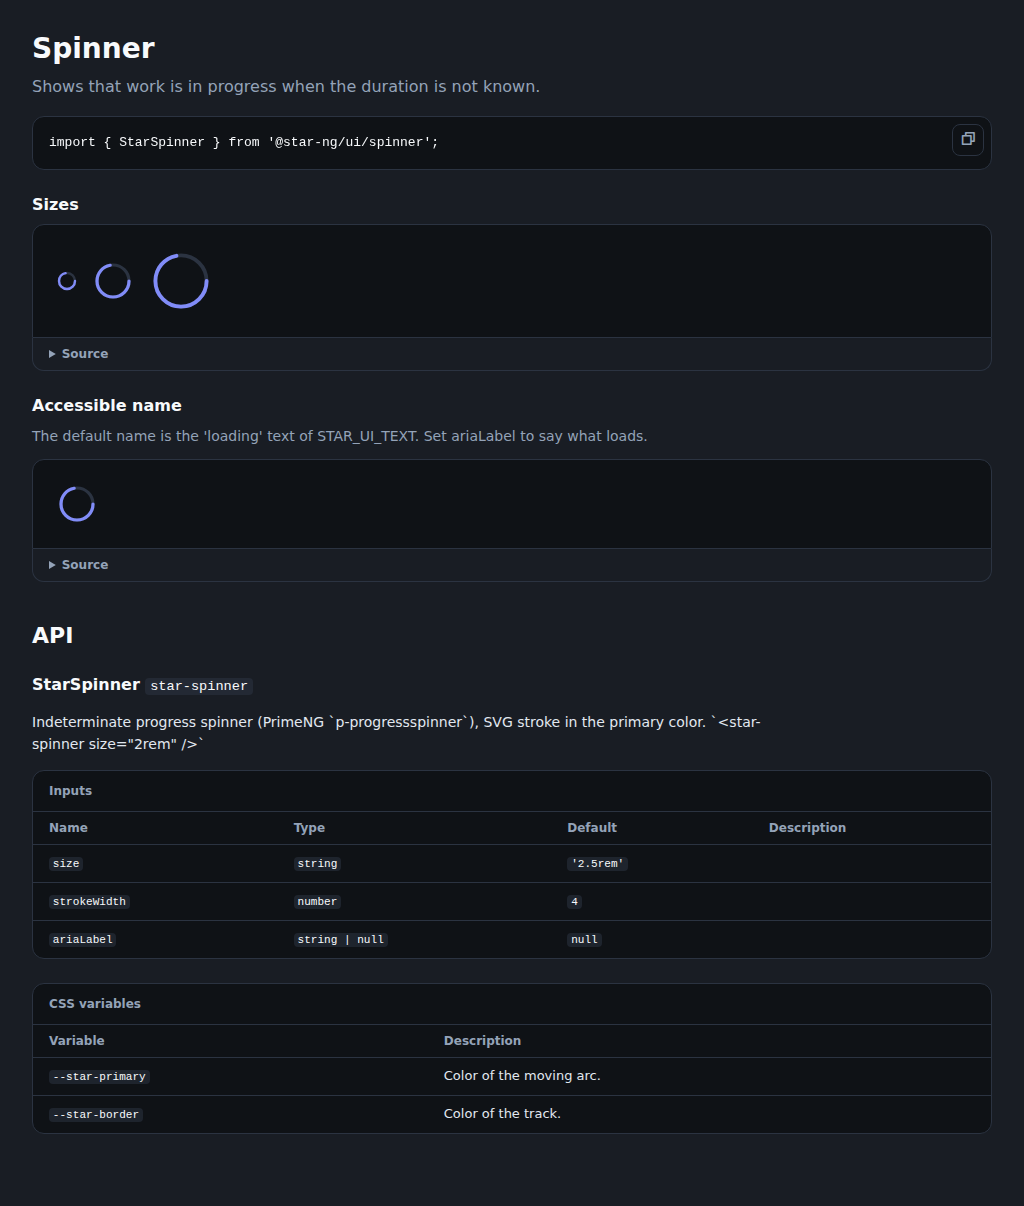 Spinner
Shows that work is in progress when the duration is not known.
import { StarSpinner } from '@star-ng/ui/spinner';
Sizes
Source
Accessible name
The default name is the 'loading' text of STAR_UI_TEXT. Set ariaLabel to say what loads.
Source
API
StarSpinner star-spinner
Indeterminate progress spinner (PrimeNG `p-progressspinner`), SVG stroke in the primary color. `<star-
spinner size="2rem" />`
Inputs
Name Type Default Description
size string '2.5rem'
strokeWidth number 4
ariaLabel string | null null
CSS variables
Variable Description
--star-primary Color of the moving arc.
--star-border Color of the track.